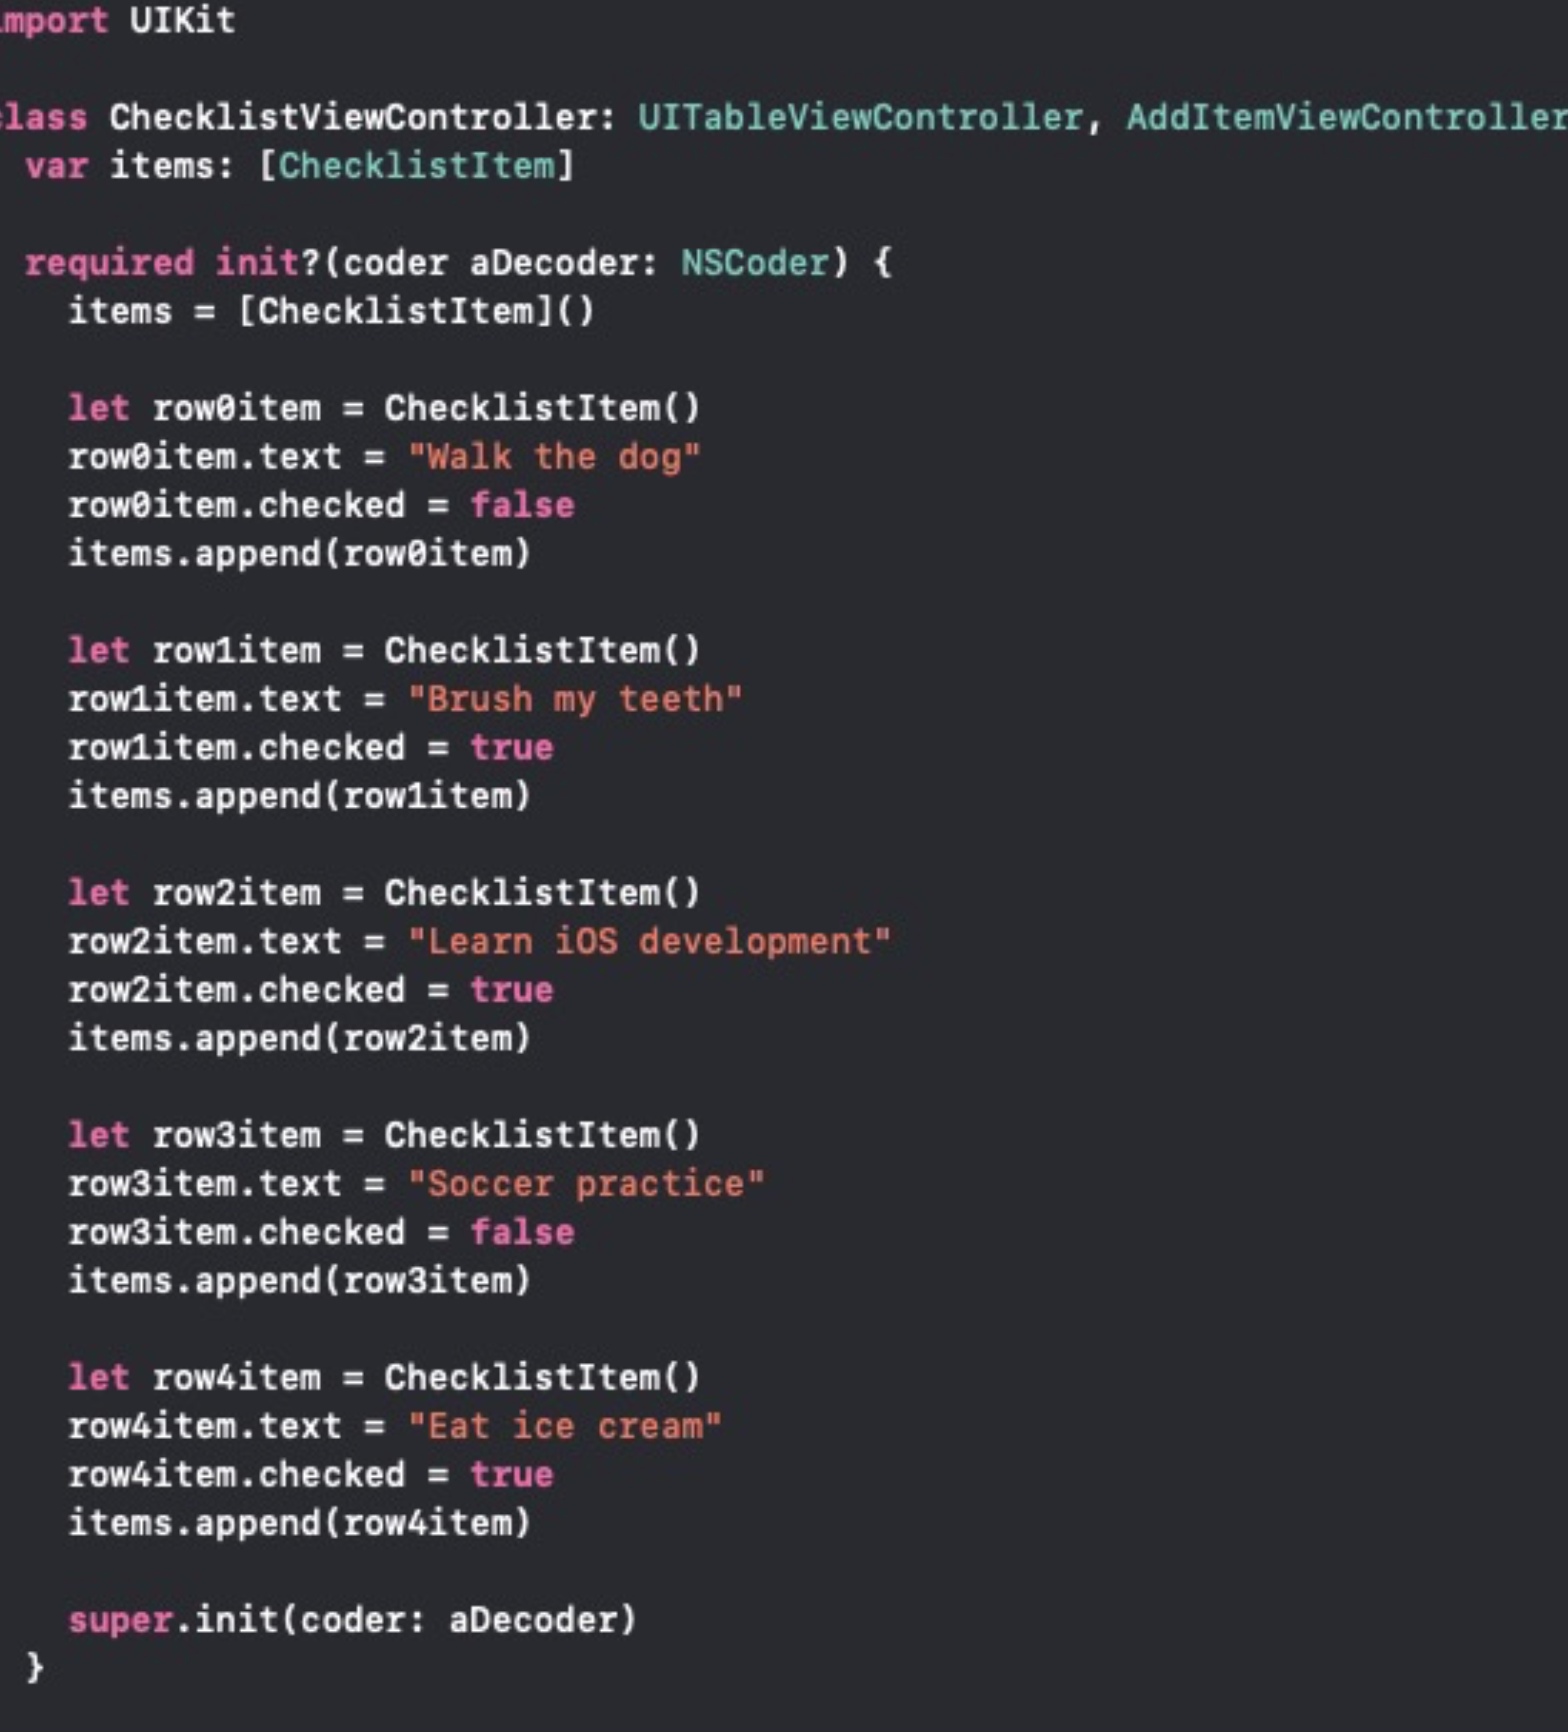 import UIKit
class ChecklistViewController: UITableViewController, AddItemViewController
var items: [ChecklistItem]
required init?(coder aDecoder: NSCoder) {
items = [ChecklistItem]()
let row0item = ChecklistItem()
row0item.text = "Walk the dog"
row0item.checked = false
items.append(row0item)
let row1item = ChecklistItem()
row1item.text = "Brush my teeth"
row1item.checked = true
items.append(row1item)
let row2item = ChecklistItem()
row2item.text = "Learn iOS development"
row2item.checked = true
items.append(row2item)
let row3item = ChecklistItem()
row3item.text = "Soccer practice"
row3item.checked = false
items.append(row3item)
let row4item = ChecklistItem()
row4item.text = "Eat ice cream"
row4item.checked = true
items.append(row4item)
super.init(coder: aDecoder)
}